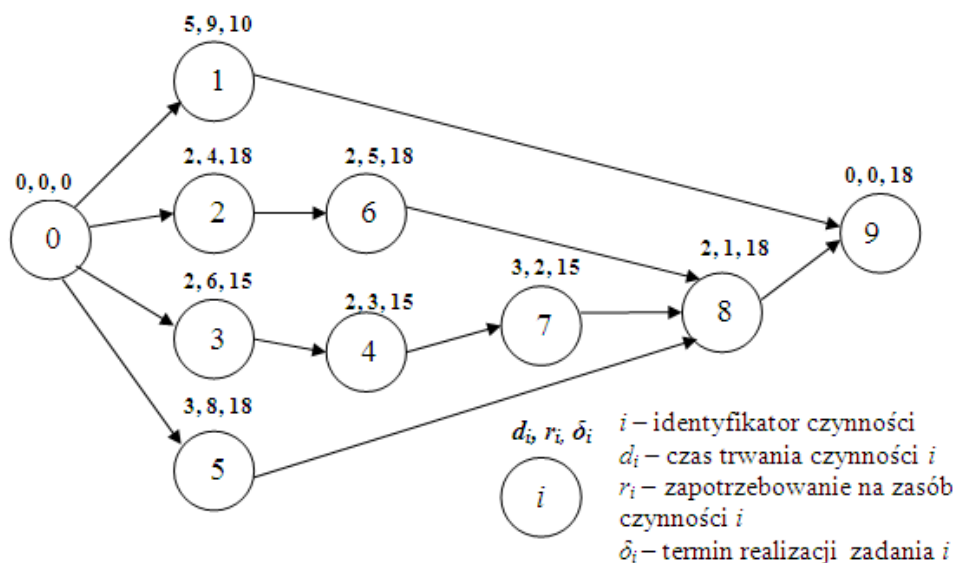 5, 9, 10
1
2, 4, 18
2, 5, 18
0, 0, 0
0, 0, 18
2
6
0
9
2, 6, 15
3, 2, 15
2, 1, 18
2, 3, 15
3
4
7
8
3, 8, 18
5
dᵢ, rᵢ, δᵢ
i
i – identyfikator czynności
dᵢ – czas trwania czynności i
rᵢ – zapotrzebowanie na zasób
czynności i
δᵢ – termin realizacji zadania i